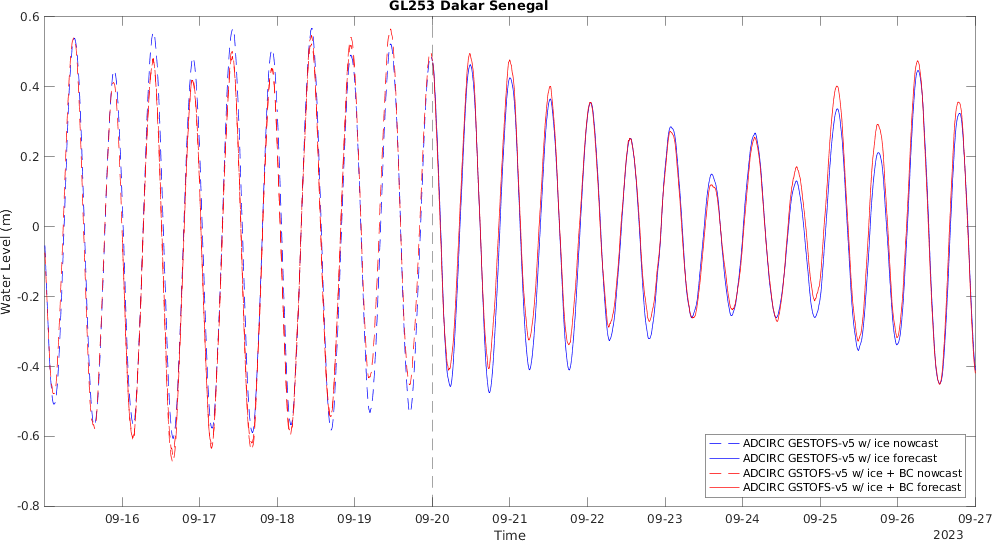 GL253 Dakar Senegal
0.6
0.4
0.2
0
-0.2
-0.4
-0.6
-0.8
Water Level (m)
09-16 09-17 09-18 09-19 09-20 09-21 09-22 09-23 09-24 09-25 09-26 09-27
Time
2023
ADCIRC GESTOFS-v5 w/ ice nowcast
ADCIRC GESTOFS-v5 w/ ice forecast
ADCIRC GSTOFS-v5 w/ ice + BC nowcast
ADCIRC GSTOFS-v5 w/ ice + BC forecast